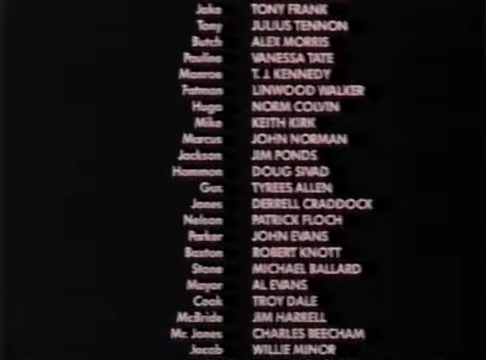 Jake TONY FRANK
Tony JULIUS TENNON
Butch ALEX MORRIS
Pauline VANESSA TATE
Monroe T. J. KENNEDY
Fatman LINWOOD WALKER
Hugo NORM COLVIN
Mike KEITH KIRK
Marcus JOHN NORMAN
Jackson JIM PONDS
Hammon DOUG SIVAD
Gus TYREES ALLEN
Jones DERRELL CRADDOCK
Nelson PATRICK FLOCH
Parker JOHN EVANS
Baxton ROBERT KNOTT
Stone MICHAEL BALLARD
Mayor AL EVANS
Cook TROY DALE
McBride JIM HARRELL
Mr. Jones CHARLES BEECHAM
Jacob WILLIE MINOR